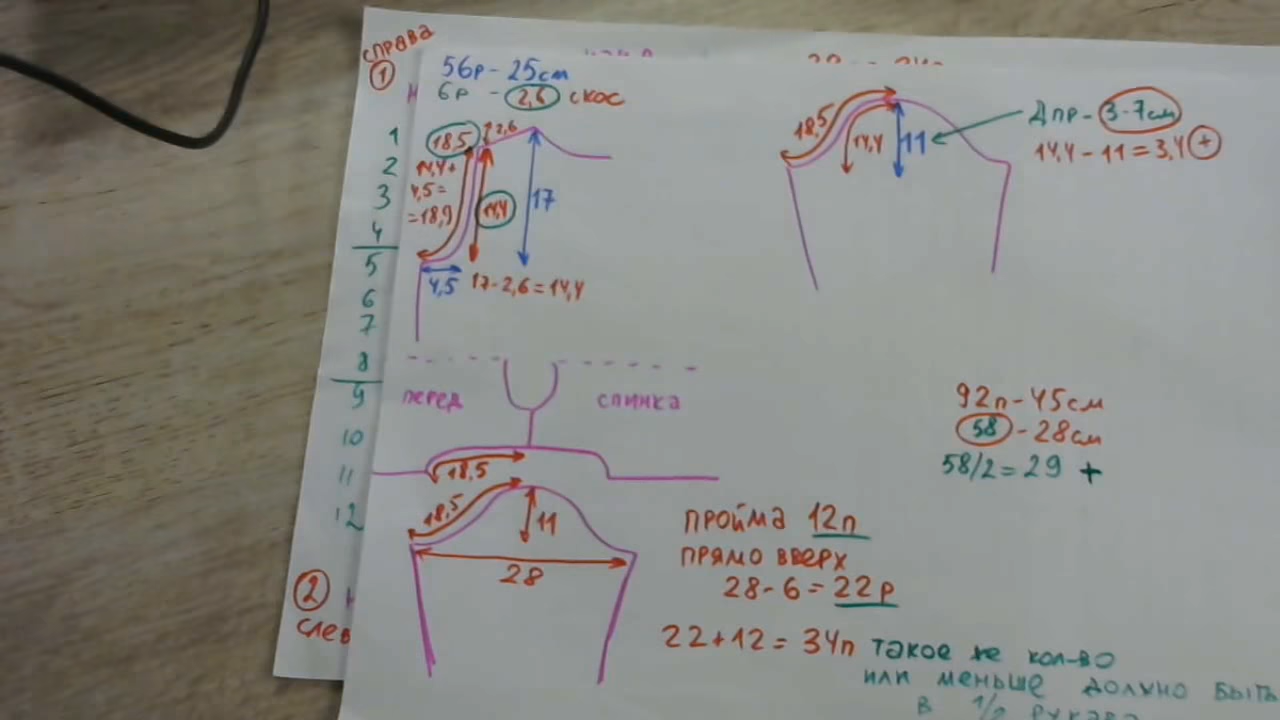 справа
1
56р - 25см
6р - 2,6 скос
1
2
3
4
5
6
7
8
9
10
11
12
18,5
2,6
14,4+
4,5=
=18,9
14,4
17
4,5
17-2,6=14,4
18,5
14,4
11
Дпр - 3-7см
14,4-11=3,4 +
перед
спинка
18,5
18,5
11
28
92п-45см
58 -28см
58/2=29 +
пройма 12п
прямо вверх
28-6=22р
22+12=34п такое же кол-во
или меньше должно быть
в 1/2 рукава
2
слев